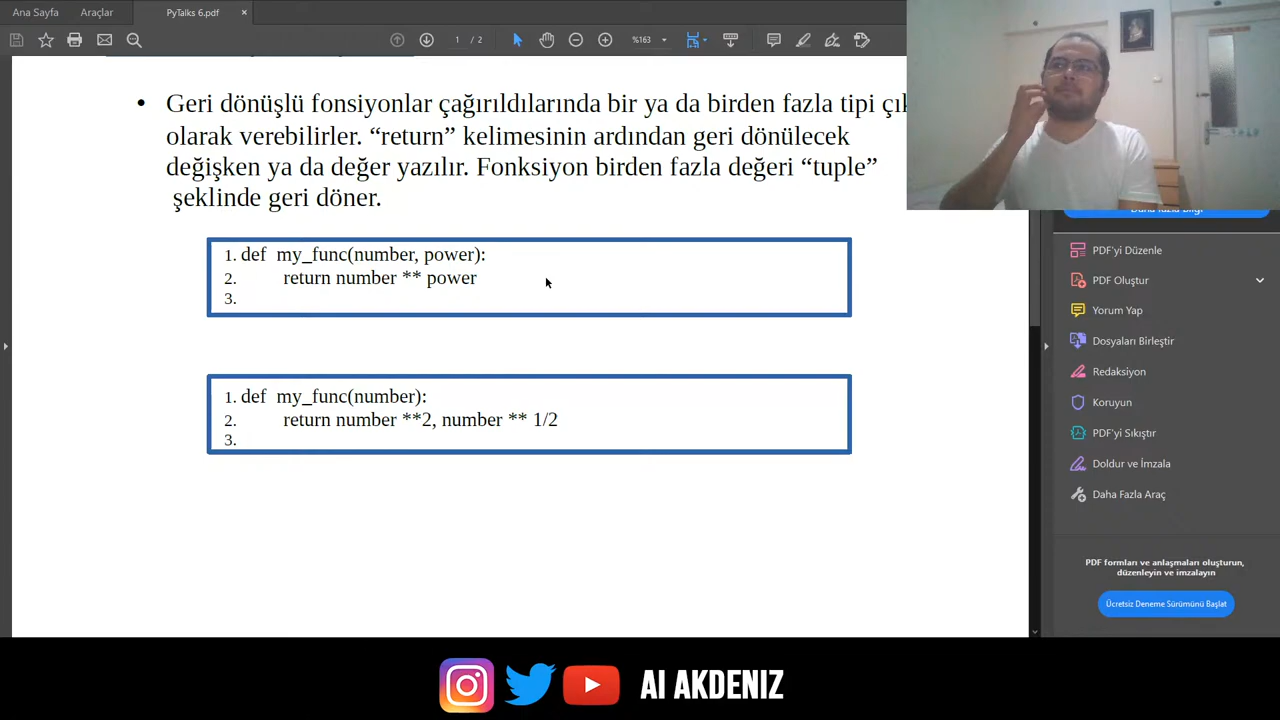 Ana Sayfa Araçlar PyTalks 6.pdf ×
1 / 2 %163
• Geri dönüşlü fonsiyonlar çağırıldılarında bir ya da birden fazla tipi
olarak verebilirler. “return” kelimesinin ardından geri dönülecek
değişken ya da değer yazılır. Fonksiyon birden fazla değeri “tuple”
şeklinde geri döner.
1. def my_func(number, power):
2. return number ** power
3.
1. def my_func(number):
2. return number **2, number ** 1/2
3.
PDF'yi Düzenle
PDF Oluştur
Yorum Yap
Dosyaları Birleştir
Redaksiyon
Koruyun
PDF'yi Sıkıştır
Doldur ve İmzala
Daha Fazla Araç
PDF formları ve anlaşmaları oluşturun,
düzenleyin ve imzalayın
Ücretsiz Deneme Sürümünü Başlat
AI AKDENIZ